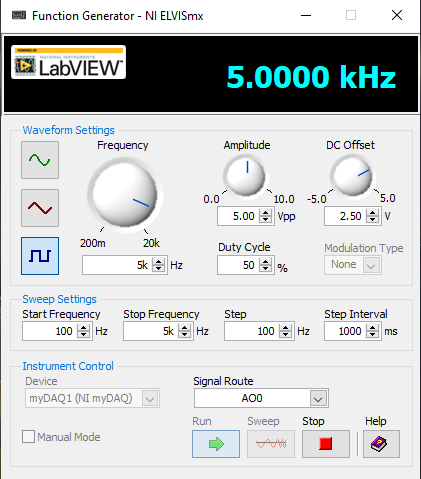 Function Generator - NI ELVISmx
POWERED BY
NATIONAL INSTRUMENTS
LabVIEW™
5.0000 kHz
Waveform Settings
Frequency
Amplitude
DC Offset
0.0 10.0
-5.0 5.0
5.00 Vpp
2.50 V
200m 20k
5k Hz
Duty Cycle
50 %
Modulation Type
None
Sweep Settings
Start Frequency
Stop Frequency
Step
Step Interval
100 Hz
5k Hz
100 Hz
1000 ms
Instrument Control
Device
Signal Route
myDAQ1 (NI myDAQ)
AO0
Run
Sweep
Stop
Help
Manual Mode